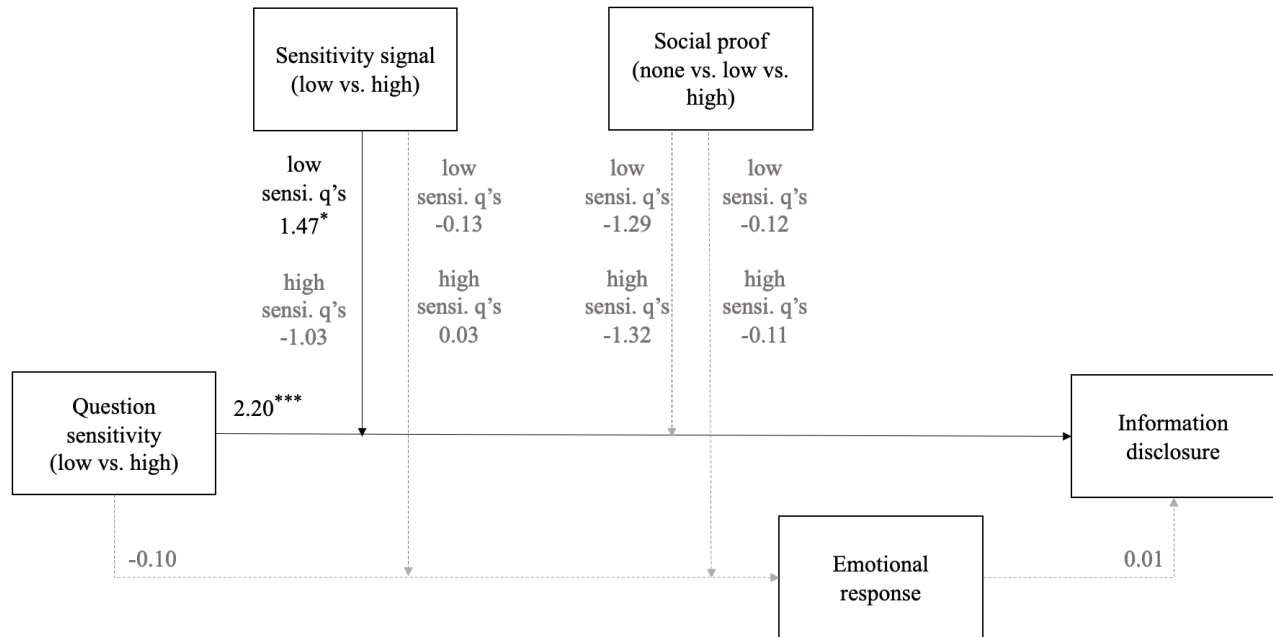 Sensitivity signal
(low vs. high)
Social proof
(none vs. low vs.
high)
low
sensi. q’s
1.47*
low
sensi. q’s
-0.13
low
sensi. q’s
-1.29
low
sensi. q’s
-0.12
high
sensi. q’s
-1.03
high
sensi. q’s
0.03
high
sensi. q’s
-1.32
high
sensi. q’s
-0.11
Question
sensitivity
(low vs. high)
2.20***
Information
disclosure
-0.10
Emotional
response
0.01